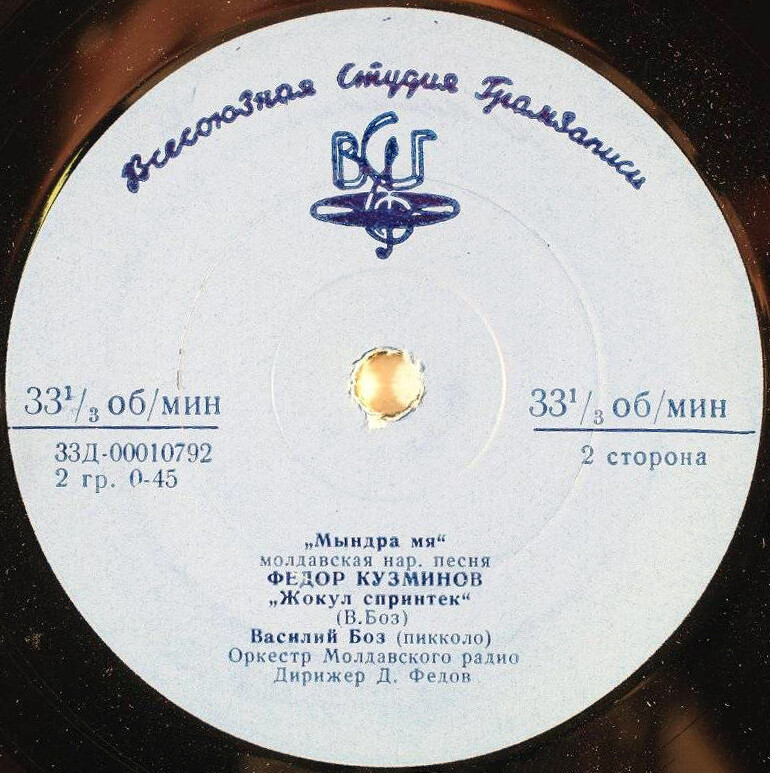 Всесоюзная Студия Грамзаписи
ВСГ
33¹/₃ об/мин
33Д-00010792
2 гр. 0-45
33¹/₃ об/мин
2 сторона
„Мындра мя“
молдавская нар. песня
ФЕДОР КУЗМИНОВ
„Жокул спринтек“
(В.Боз)
Василий Боз (пикколо)
Оркестр Молдавского радио
Дирижер Д. Федов